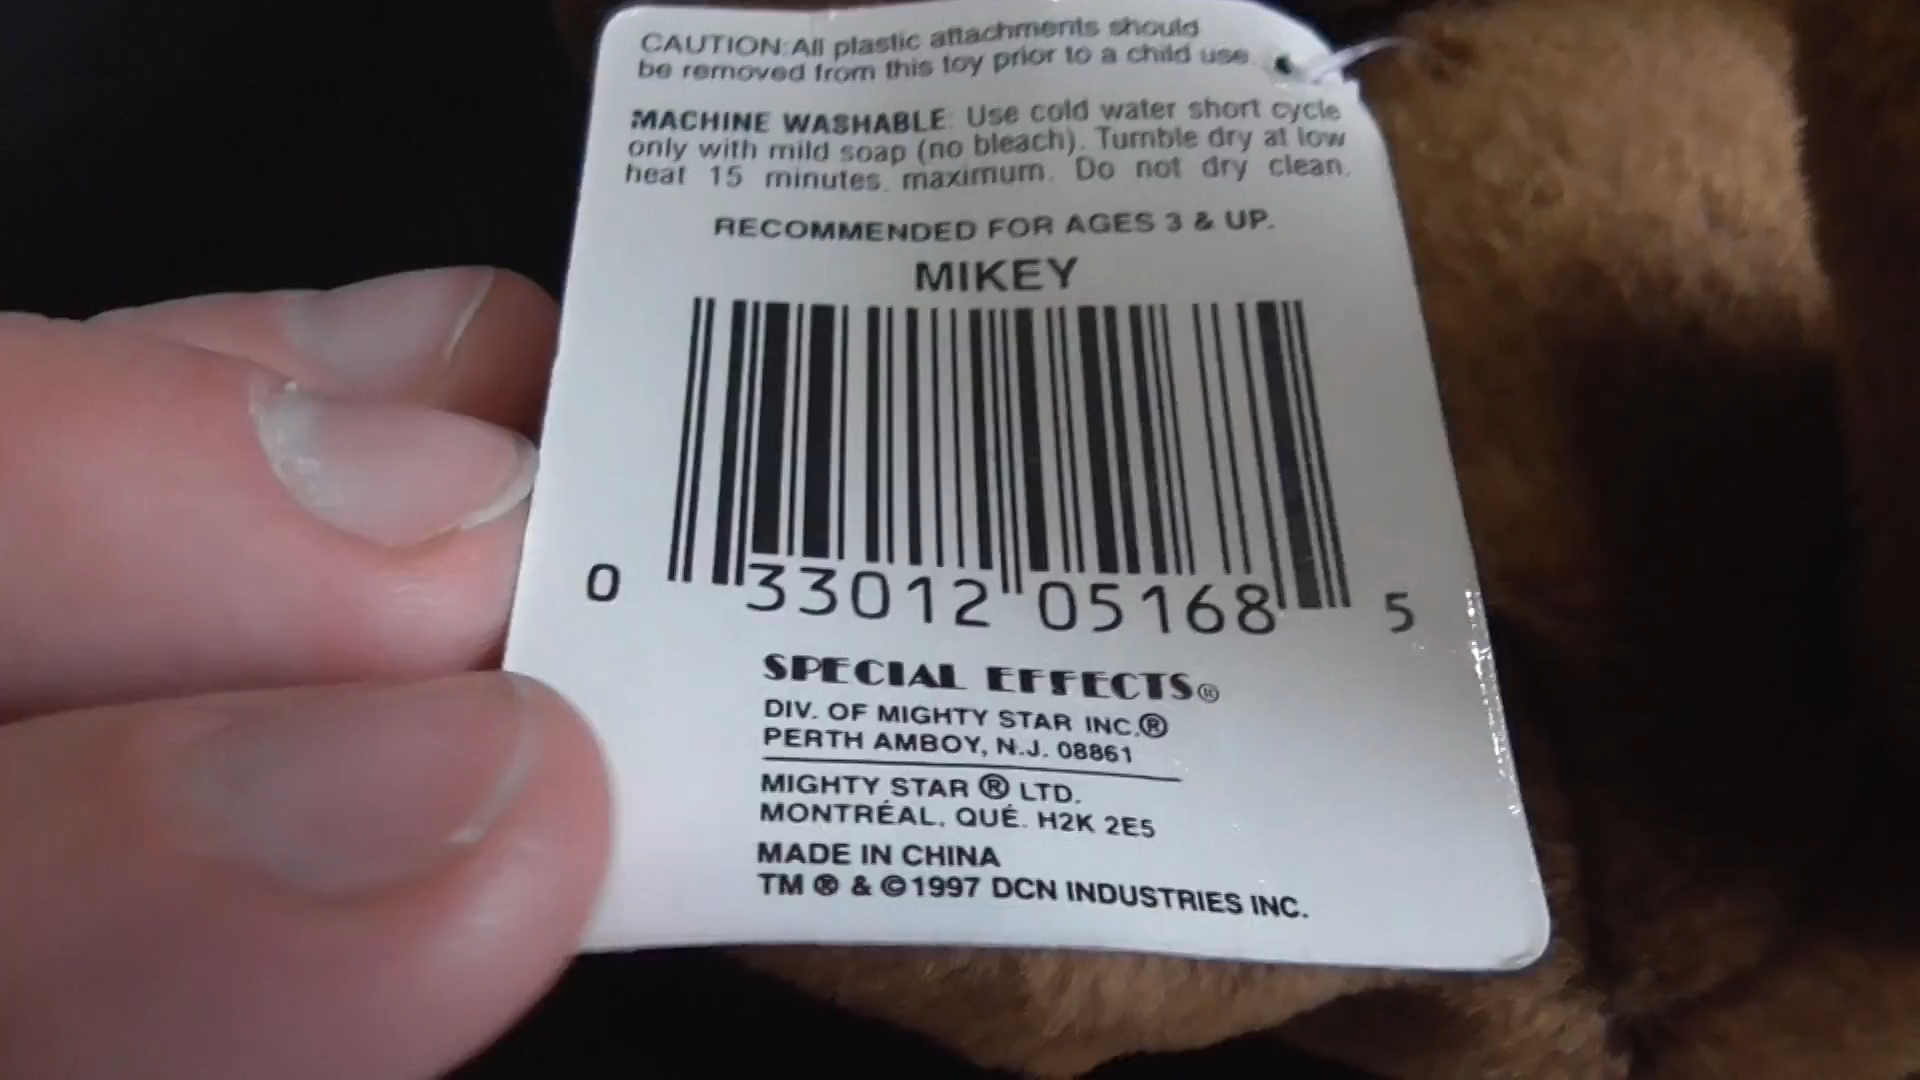 CAUTION: All plastic attachments should
be removed from this toy prior to a child use.
MACHINE WASHABLE: Use cold water short cycle
only with mild soap (no bleach). Tumble dry at low
heat 15 minutes. maximum. Do not dry clean.
RECOMMENDED FOR AGES 3 & UP.
MIKEY
0 33012 05168 5
SPECIAL EFFECTS®
DIV. OF MIGHTY STAR INC.®
PERTH AMBOY, N.J. 08861
MIGHTY STAR ® LTD.
MONTRÉAL, QUÉ. H2K 2E5
MADE IN CHINA
TM ® & ©1997 DCN INDUSTRIES INC.